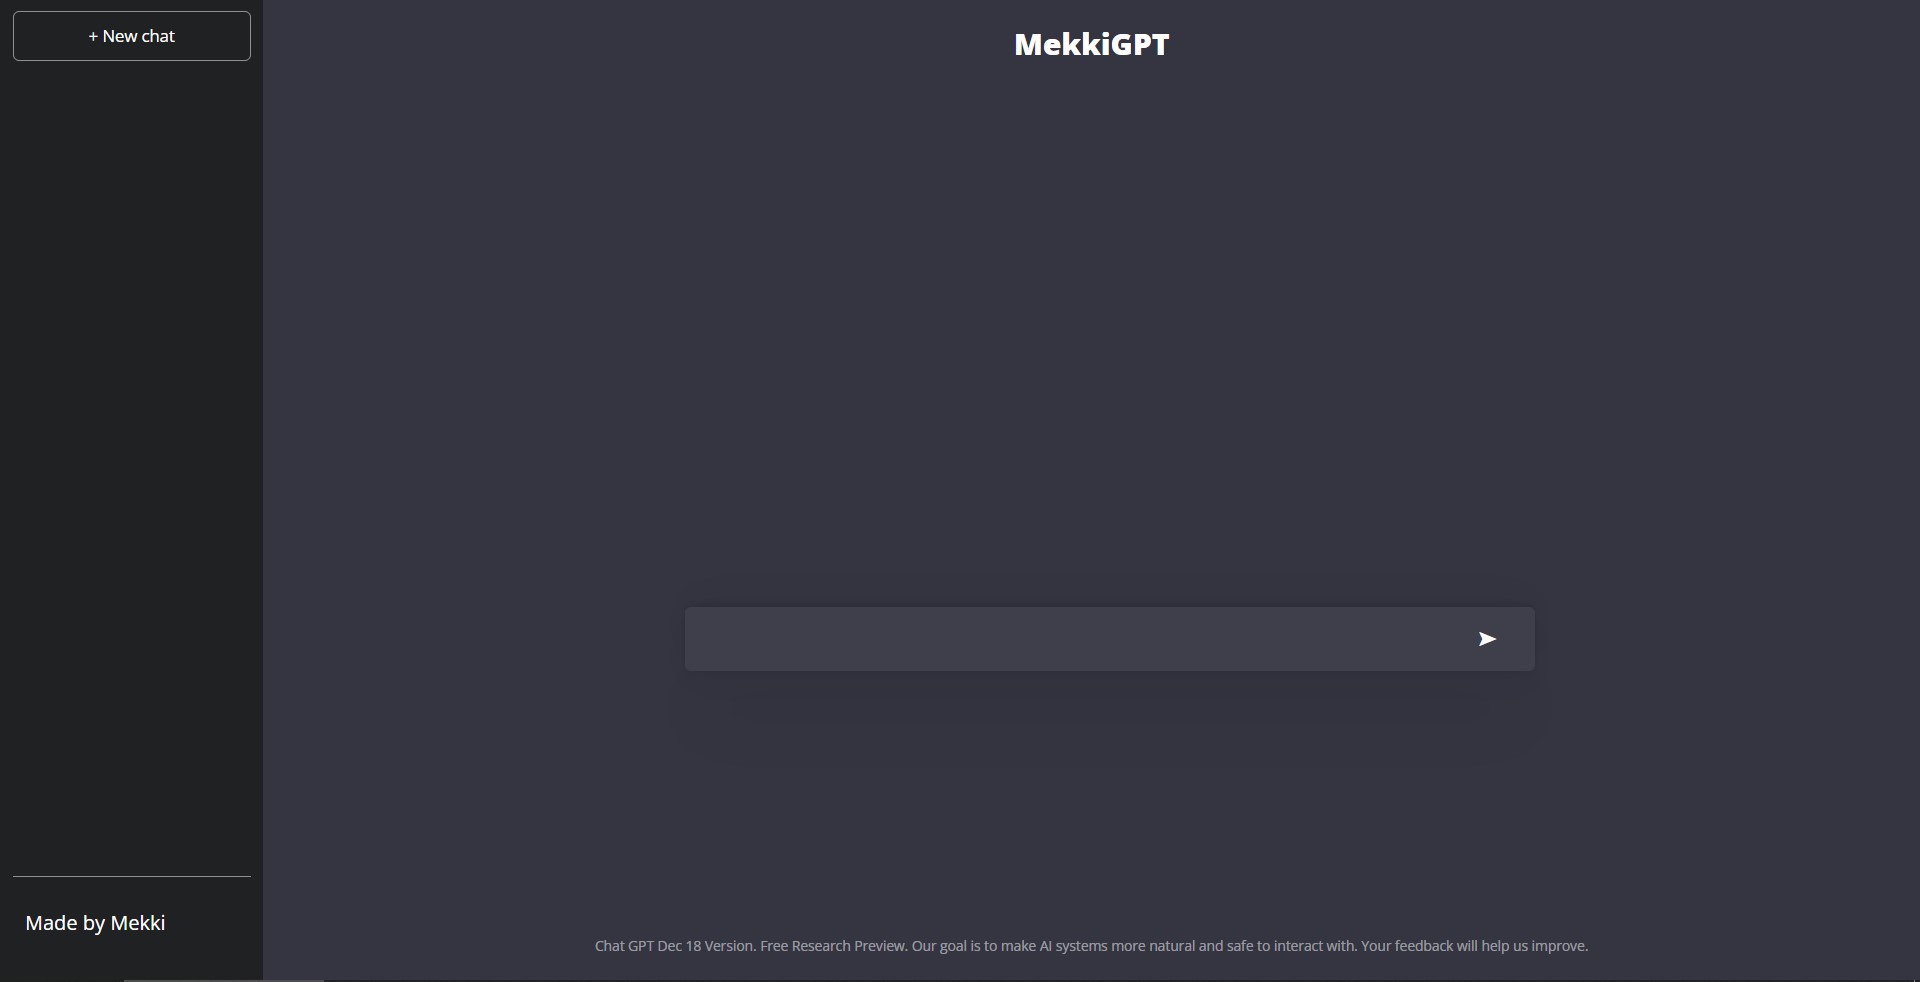 + New chat
MekkiGPT
Made by Mekki
Chat GPT Dec 18 Version. Free Research Preview. Our goal is to make AI systems more natural and safe to interact with. Your feedback will help us improve.